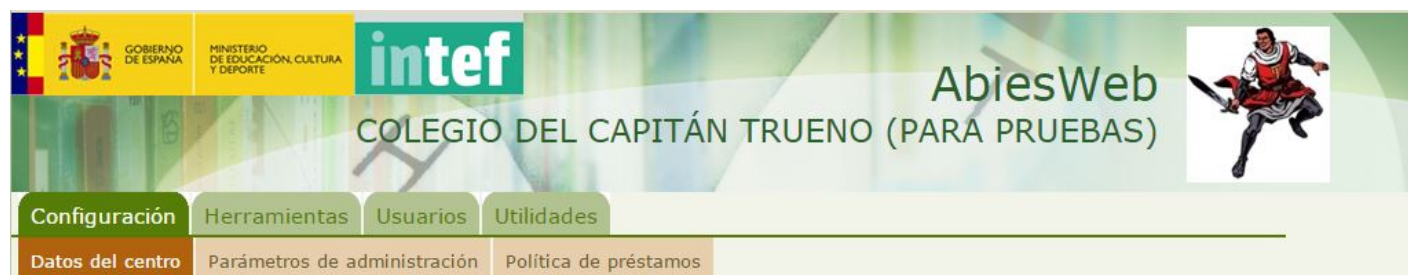 GOBIERNO
DE ESPAÑA
MINISTERIO
DE EDUCACIÓN, CULTURA
Y DEPORTE
intef
AbiesWeb
COLEGIO DEL CAPITÁN TRUENO (PARA PRUEBAS)
Configuración Herramientas Usuarios Utilidades
Datos del centro Parámetros de administración Política de préstamos